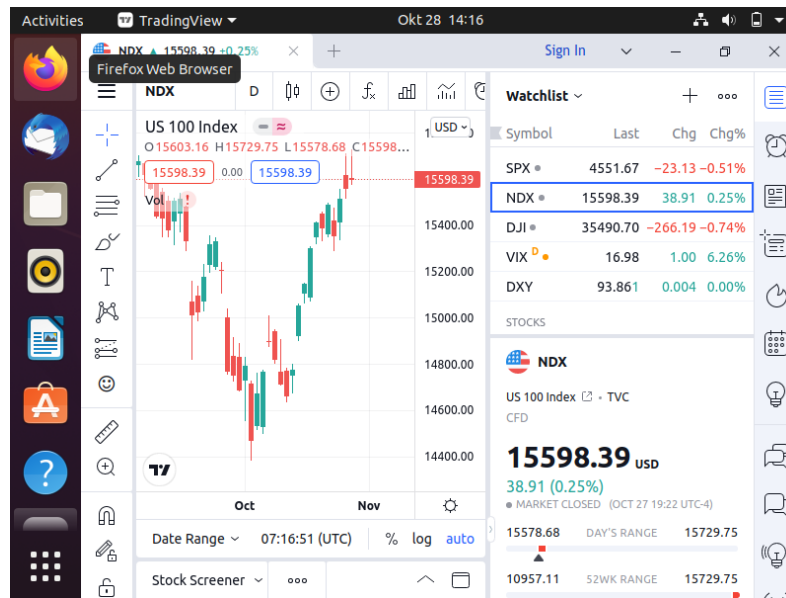 Activities
TradingView
Okt 28 14:16
NDX ▲ 15598.39 +0.25%
Sign In
Firefox Web Browser
NDX D
US 100 Index
USD
O15603.16 H15729.75 L15578.68 C15598...
15598.39 0.00 15598.39
15598.39
Vol
15400.00
15200.00
15000.00
14800.00
14600.00
14400.00
Oct Nov
Date Range 07:16:51 (UTC) % log auto
Stock Screener
Watchlist
Symbol Last Chg Chg%
SPX 4551.67 −23.13 −0.51%
NDX 15598.39 38.91 0.25%
DJI 35490.70 −266.19 −0.74%
VIX D 16.98 1.00 6.26%
DXY 93.861 0.004 0.00%
STOCKS
NDX
US 100 Index • TVC
CFD
15598.39 USD
38.91 (0.25%)
MARKET CLOSED (OCT 27 19:22 UTC-4)
15578.68 DAY'S RANGE 15729.75
10957.11 52WK RANGE 15729.75